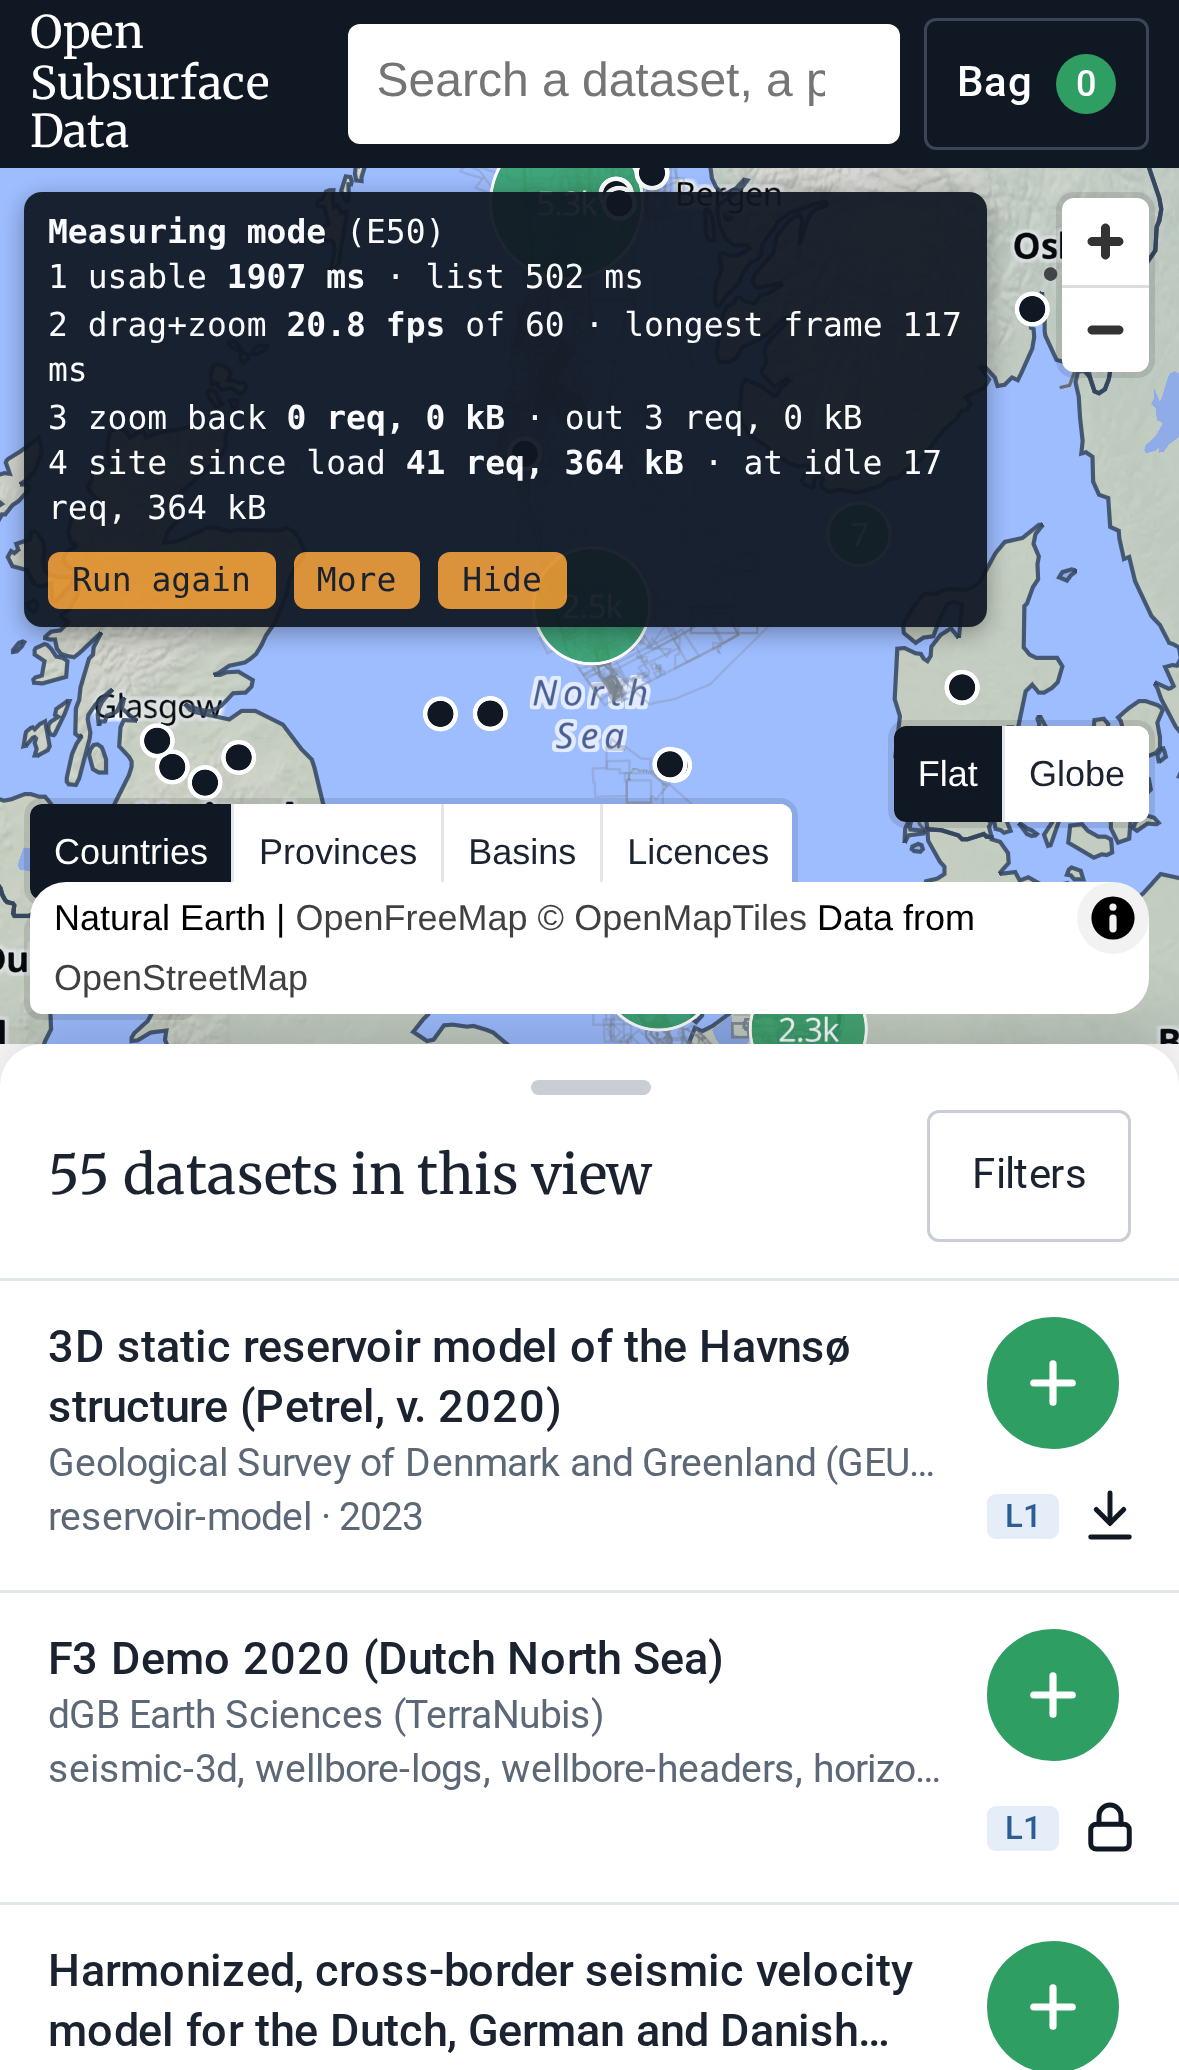 Open
Subsurface
Data
Search a dataset, a p
Bag 0
5.3k
Bergen
Measuring mode (E50)
1 usable 1907 ms · list 502 ms
2 drag+zoom 20.8 fps of 60 · longest frame 117
ms
3 zoom back 0 req, 0 kB · out 3 req, 0 kB
4 site since load 41 req, 364 kB · at idle 17
req, 364 kB
Run again
More
Hide
7
2.5k
North
Sea
Glasgow
Flat
Globe
Countries
Provinces
Basins
Licences
Natural Earth | OpenFreeMap © OpenMapTiles Data from
OpenStreetMap
2.3k
55 datasets in this view
Filters
3D static reservoir model of the Havnsø
structure (Petrel, v. 2020)
Geological Survey of Denmark and Greenland (GEU…
reservoir-model · 2023
L1
F3 Demo 2020 (Dutch North Sea)
dGB Earth Sciences (TerraNubis)
seismic-3d, wellbore-logs, wellbore-headers, horizo…
L1
Harmonized, cross-border seismic velocity
model for the Dutch, German and Danish…